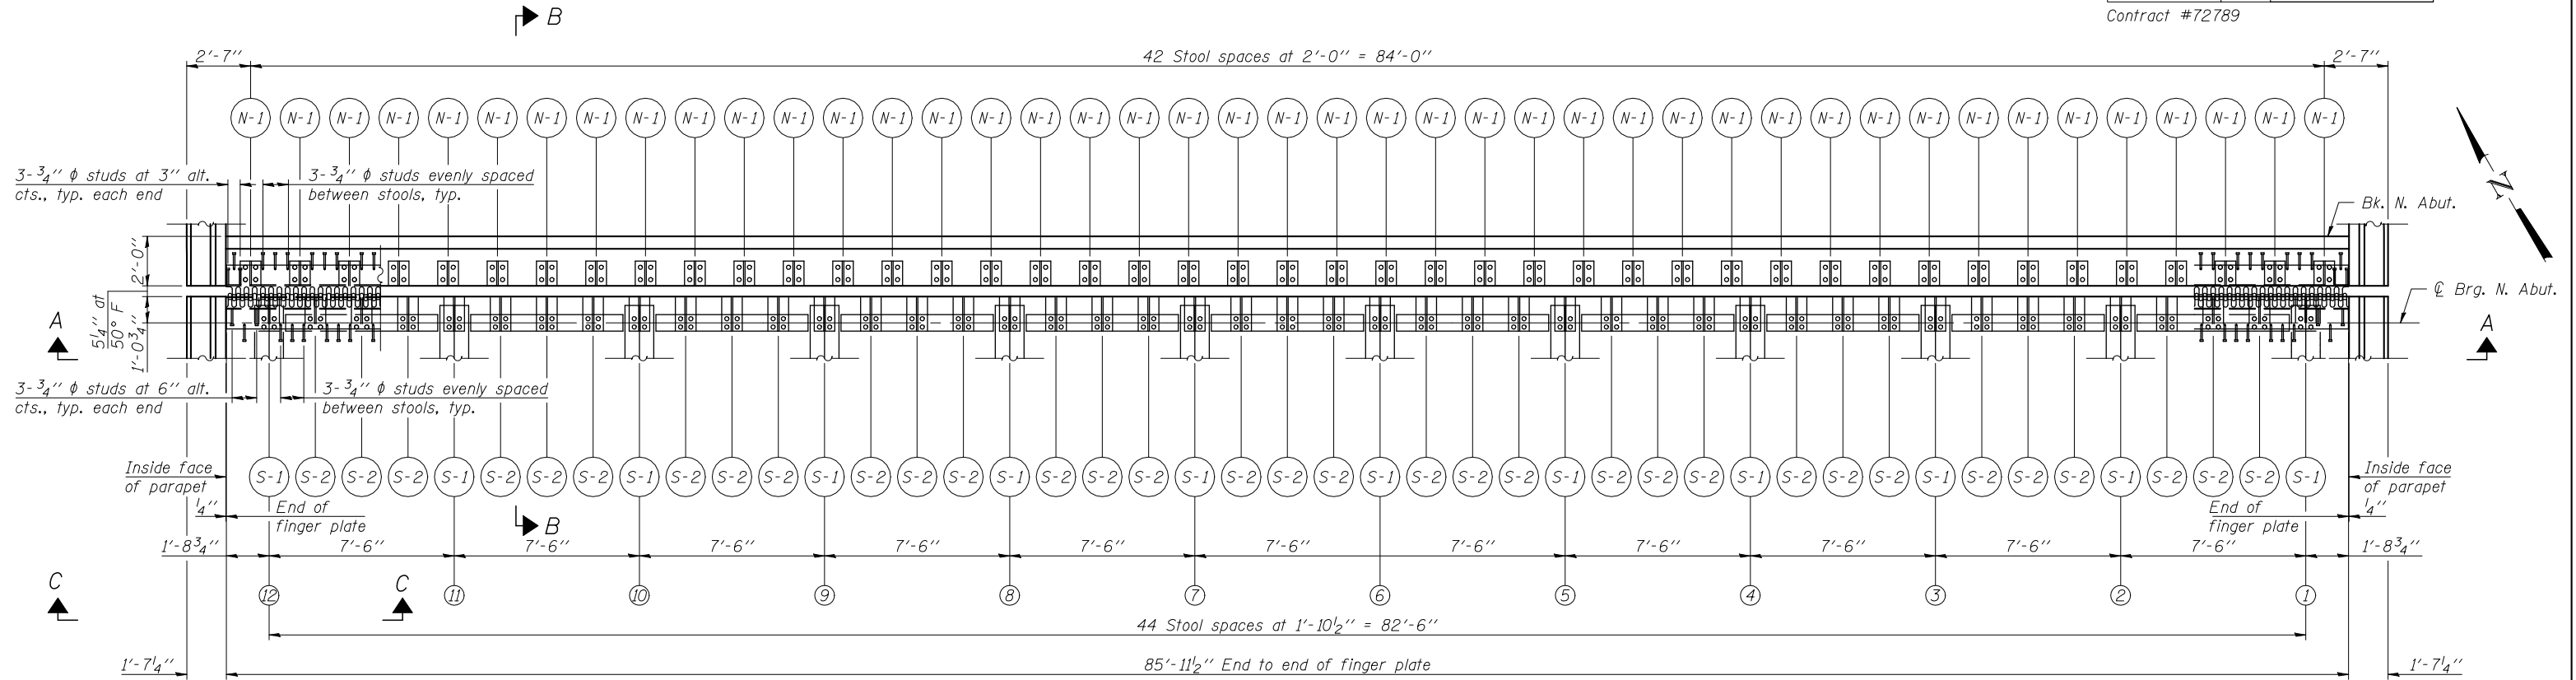 Contract #72789
B
2'-7"
42 Stool spaces at 2'-0" = 84'-0"
2'-7"
N-1 N-1 N-1 N-1 N-1 N-1 N-1 N-1 N-1 N-1 N-1 N-1 N-1 N-1 N-1 N-1 N-1 N-1 N-1 N-1 N-1 N-1 N-1 N-1 N-1 N-1 N-1 N-1 N-1 N-1 N-1 N-1 N-1 N-1 N-1 N-1 N-1 N-1 N-1 N-1 N-1 N-1 N-1
3-3/4" ϕ studs at 3" alt.
cts., typ. each end
3-3/4" ϕ studs evenly spaced
between stools, typ.
N
Bk. N. Abut.
2'-0"
5 1/4" at
50° F
1'-0 3/4"
℄ Brg. N. Abut.
A
A
3-3/4" ϕ studs at 6" alt.
cts., typ. each end
3-3/4" ϕ studs evenly spaced
between stools, typ.
Inside face
of parapet
S-1 S-2 S-2 S-2 S-1 S-2 S-2 S-2 S-1 S-2 S-2 S-2 S-1 S-2 S-2 S-2 S-1 S-2 S-2 S-2 S-1 S-2 S-2 S-2 S-1 S-2 S-2 S-2 S-1 S-2 S-2 S-2 S-1 S-2 S-2 S-2 S-1 S-2 S-2 S-2 S-1 S-2 S-2 S-2 S-1
Inside face
of parapet
1/4"
End of
finger plate
B
End of
finger plate
1/4"
1'-8 3/4" 7'-6" 7'-6" 7'-6" 7'-6" 7'-6" 7'-6" 7'-6" 7'-6" 7'-6" 7'-6" 7'-6" 1'-8 3/4"
C
C
12 11 10 9 8 7 6 5 4 3 2 1
44 Stool spaces at 1'-10 1/2" = 82'-6"
1'-7 1/4"
85'-11 1/2" End to end of finger plate
1'-7 1/4"